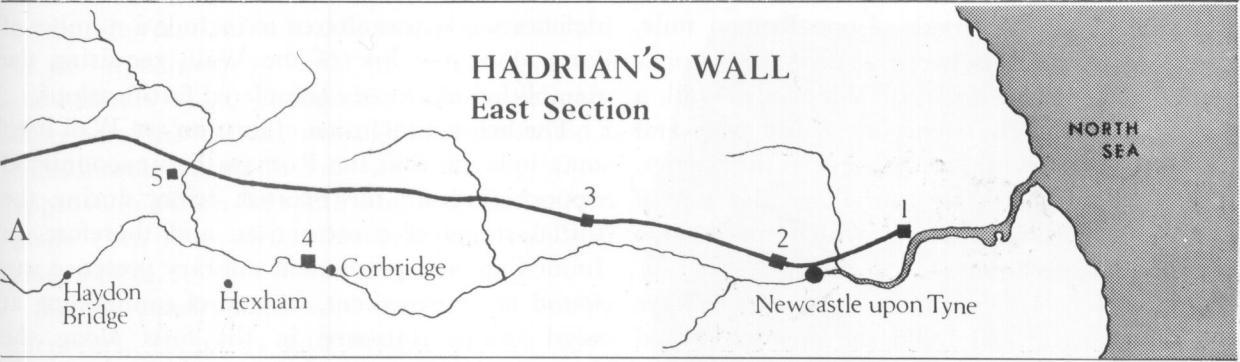 HADRIAN'S WALL
East Section
NORTH
SEA
5
3
1
A
4
2
Corbridge
Haydon
Bridge
Hexham
Newcastle upon Tyne